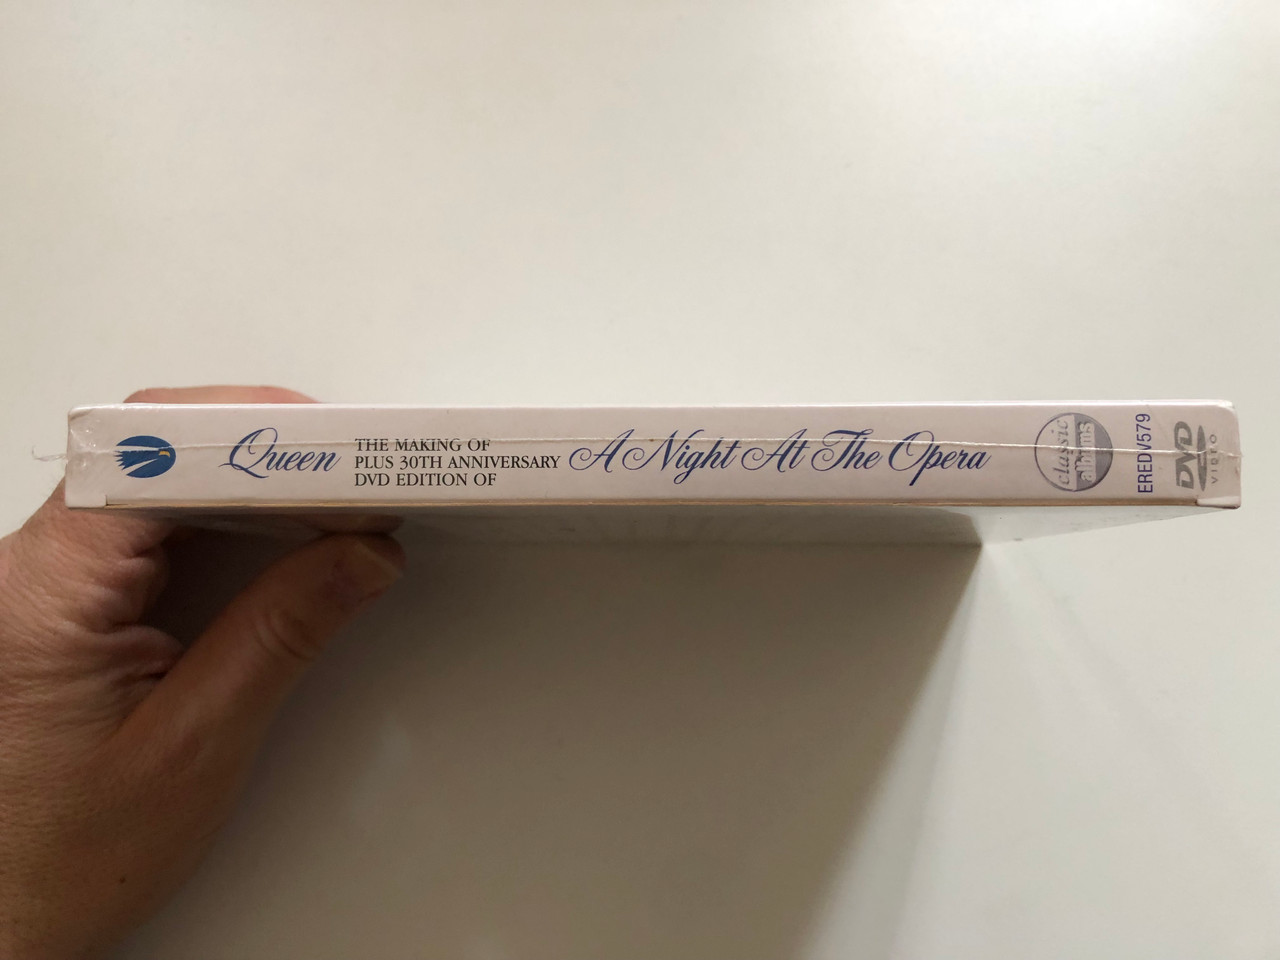 Queen
THE MAKING OF
PLUS 30TH ANNIVERSARY
DVD EDITION OF
A Night At The Opera
classic
albums
EREDV579
DVD
VIDEO